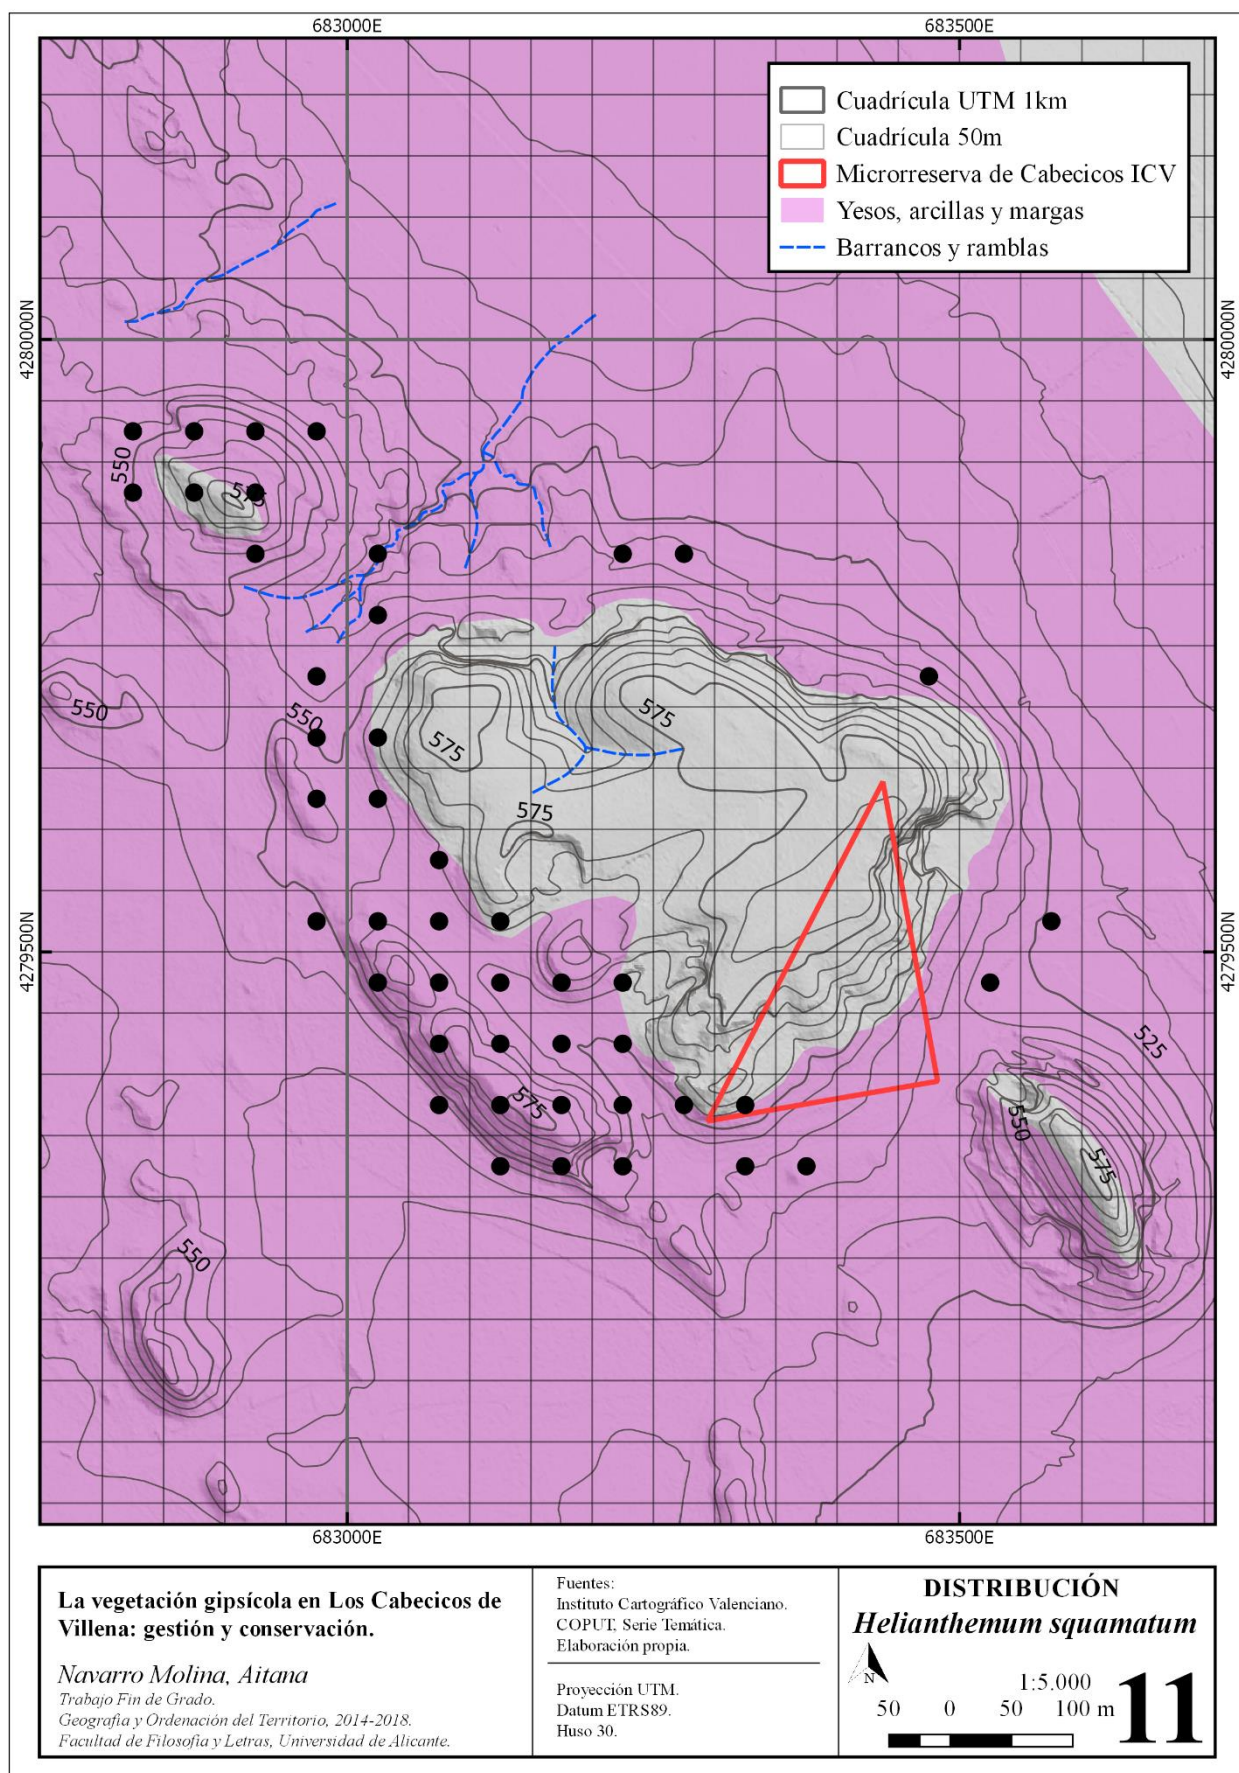 683000E
683500E
Cuadrícula UTM 1km
Cuadrícula 50m
Microrreserva de Cabecicos ICV
Yesos, arcillas y margas
Barrancos y ramblas
4280000N
4280000N
550
575
550
550
575
575
575
4279500N
4279500N
525
575
550
575
550
683000E
683500E
La vegetación gipsícola en Los Cabecicos de
Villena: gestión y conservación.
Navarro Molina, Aitana
Trabajo Fin de Grado.
Geografía y Ordenación del Territorio, 2014-2018.
Facultad de Filosofía y Letras, Universidad de Alicante.
Fuentes:
Instituto Cartográfico Valenciano.
COPUT, Serie Temática.
Elaboración propia.
Proyección UTM.
Datum ETRS89.
Huso 30.
DISTRIBUCIÓN
Helianthemum squamatum
N
1:5.000
50 0 50 100 m
11